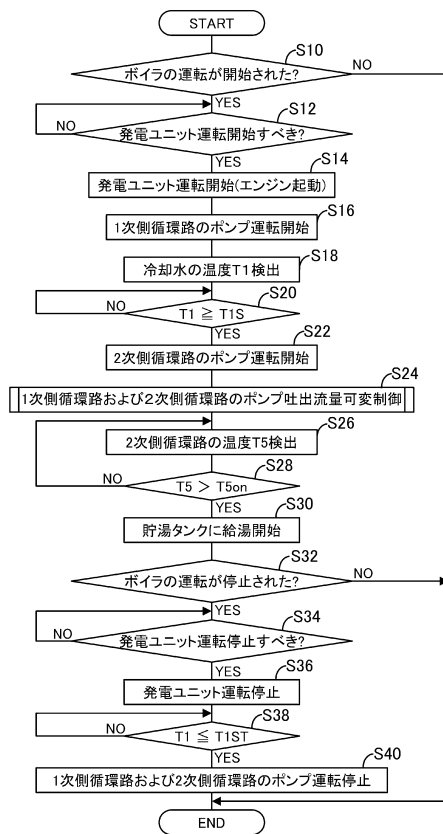 START
S10
ボイラの運転が開始された?
NO
YES
S12
発電ユニット運転開始すべき?
NO
YES
S14
発電ユニット運転開始(エンジン起動)
S16
1次側循環路のポンプ運転開始
S18
冷却水の温度T1検出
S20
T1 ≧ T1S
NO
YES
S22
2次側循環路のポンプ運転開始
S24
1次側循環路および2次側循環路のポンプ吐出流量可変制御
S26
2次側循環路の温度T5検出
S28
T5 > T5on
NO
YES
S30
貯湯タンクに給湯開始
S32
ボイラの運転が停止された?
NO
YES
S34
発電ユニット運転停止すべき?
NO
YES
S36
発電ユニット運転停止
S38
T1 ≦ T1ST
NO
YES
S40
1次側循環路および2次側循環路のポンプ運転停止
END